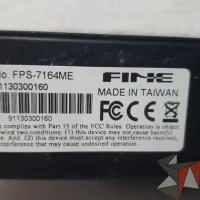 o. FPS-7164ME
FINE
91130300160
MADE IN TAIWAN
91130300160
complies with Part 15 of the FCC Rules. Operation is subject
two conditions. (1) This device may not cause harmful
ce. And (2) this device must accept any interference received,
interference that may cause undesired operation.